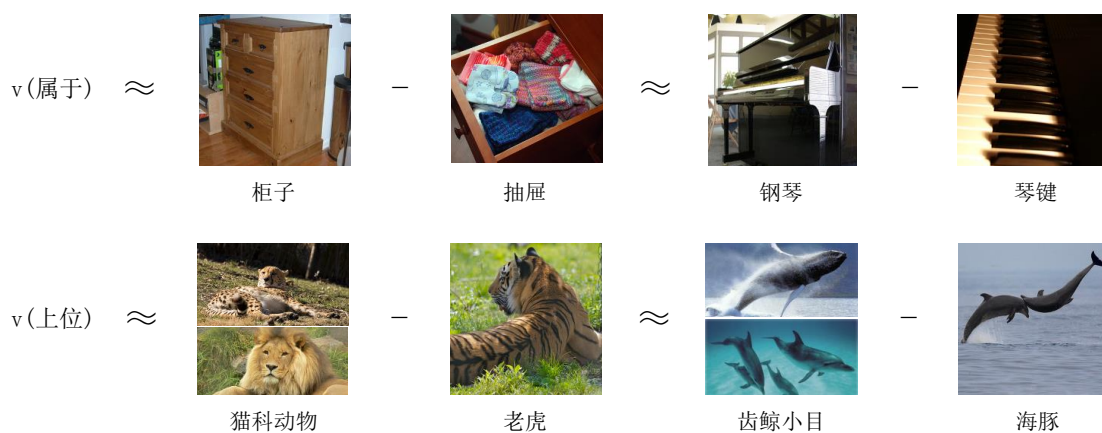 v(属于) ≈ − ≈ −
柜子 抽屉 钢琴 琴键
v(上位) ≈ − ≈ −
猫科动物 老虎 齿鲸小目 海豚